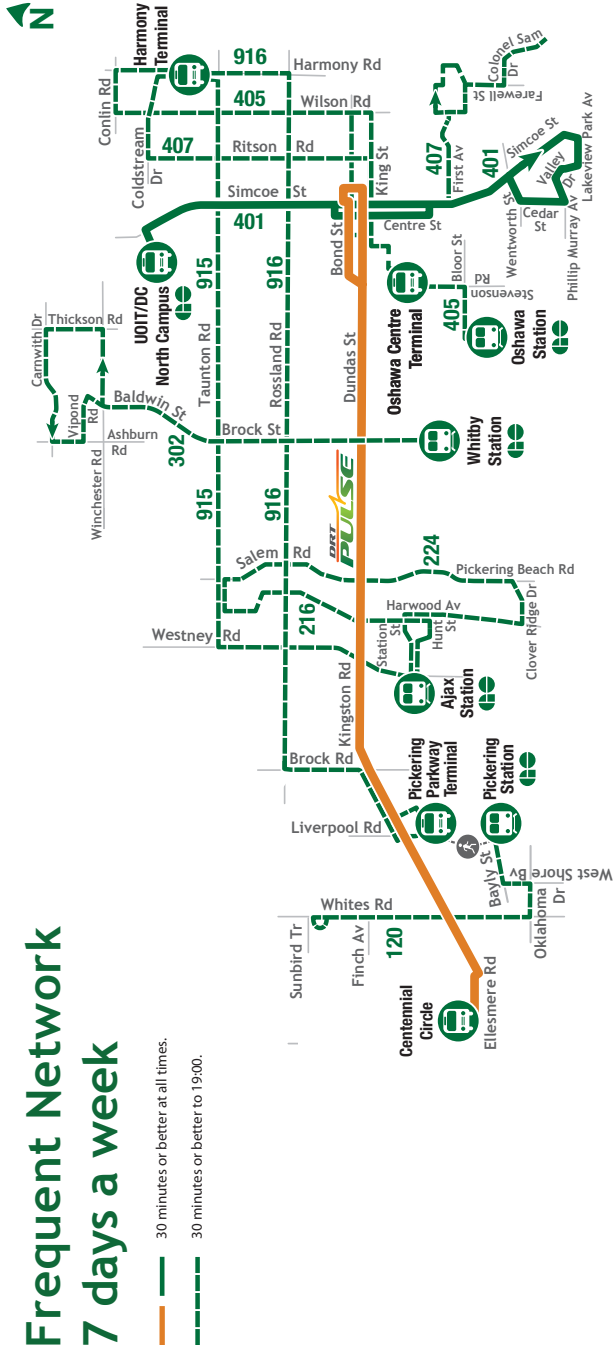 Frequent Network
7 days a week
30 minutes or better at all times.
30 minutes or better to 19:00.
N
Sunbird Tr
Finch Av
Whites Rd
120
Oklahoma
Dr
West Shore Bv
Bayly St
Centennial
Circle
Ellesmere Rd
Liverpool Rd
Brock Rd
Pickering
Parkway
Terminal
Pickering
Station
GO
Kingston Rd
Westney Rd
Salem Rd
216
224
Station
St
Hunt
St
Harwood Av
Pickering Beach Rd
Clover Ridge Dr
Ajax
Station
GO
DRT
PULSE
915
916
Taunton Rd
Rossland Rd
Dundas St
915
916
302
Brock St
Baldwin St
Winchester Rd
Ashburn
Rd
Vipond
Rd
Carnwith Dr
Thickson Rd
Whitby
Station
GO
UOIT/DC
North Campus
GO
Oshawa Centre
Terminal
405
Bloor St
Stevenson
Rd
Oshawa
Station
GO
Bond St
King St
Centre St
401
Simcoe St
407
Ritson Rd
405
Wilson Rd
916
Harmony Rd
Harmony
Terminal
Conlin Rd
Coldstream
Dr
407
First Av
401
Simcoe St
Wentworth St
Cedar
St
Valley
Dr
Phillip Murray Av
Lakeview Park Av
Farewell St
Colonel Sam
Dr